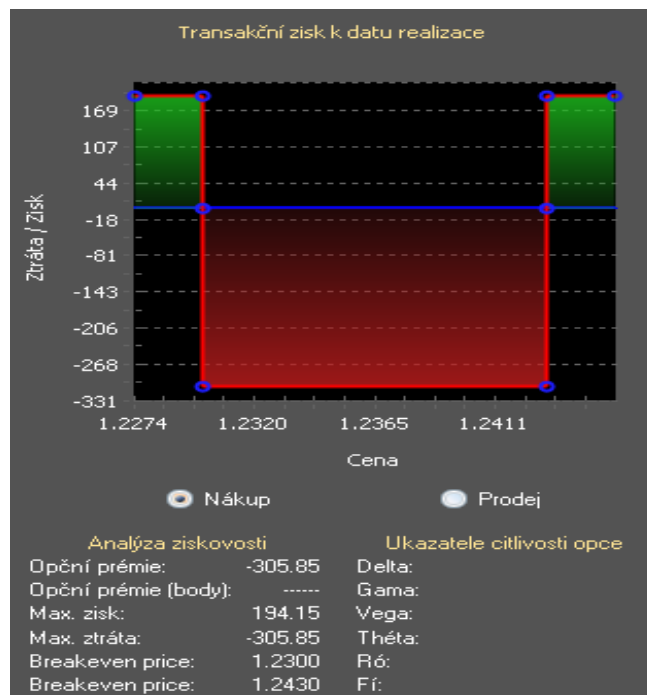 Transakční zisk k datu realizace
169
107
44
-18
-81
-143
-206
-268
-331
Ztráta / Zisk
1.2274 1.2320 1.2365 1.2411
Cena
Nákup Prodej
Analýza ziskovosti Ukazatele citlivosti opce
Opční prémie: -305.85 Delta:
Opční prémie (body): ------ Gama:
Max. zisk: 194.15 Vega:
Max. ztráta: -305.85 Théta:
Breakeven price: 1.2300 Ró:
Breakeven price: 1.2430 Fí: